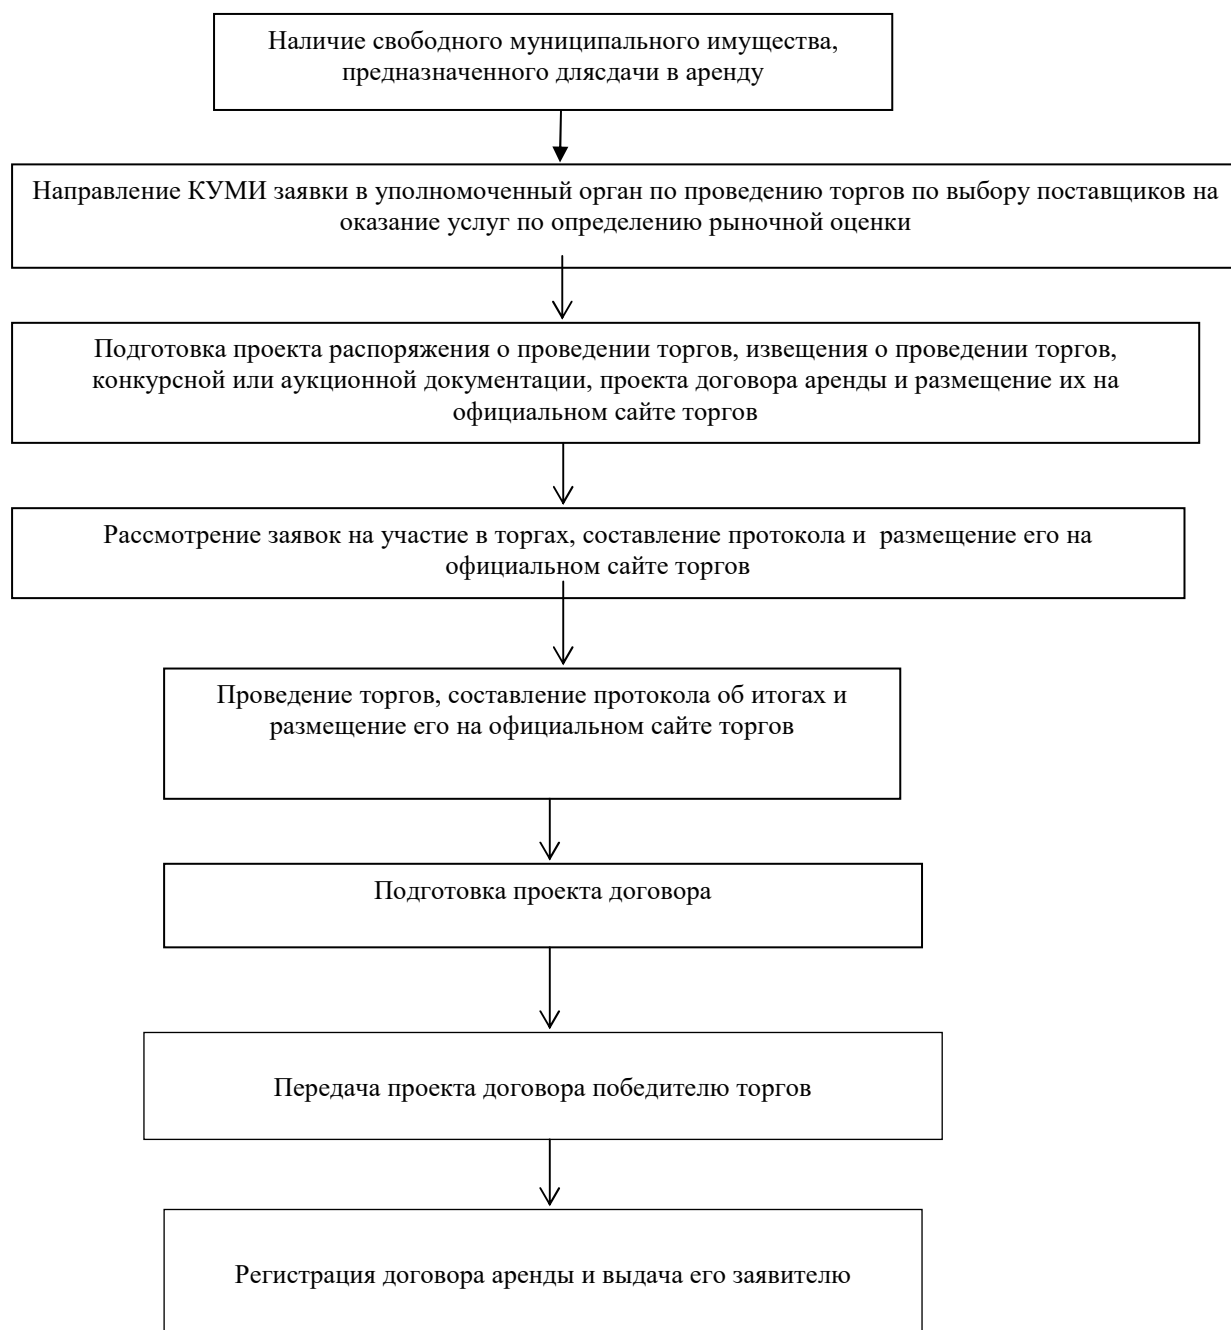 Наличие свободного муниципального имущества,
предназначенного длясдачи в аренду
Направление КУМИ заявки в уполномоченный орган по проведению торгов по выбору поставщиков на
оказание услуг по определению рыночной оценки
Подготовка проекта распоряжения о проведении торгов, извещения о проведении торгов,
конкурсной или аукционной документации, проекта договора аренды и размещение их на
официальном сайте торгов
Рассмотрение заявок на участие в торгах, составление протокола и  размещение его на
официальном сайте торгов
Проведение торгов, составление протокола об итогах и
размещение его на официальном сайте торгов
Подготовка проекта договора
Передача проекта договора победителю торгов
Регистрация договора аренды и выдача его заявителю